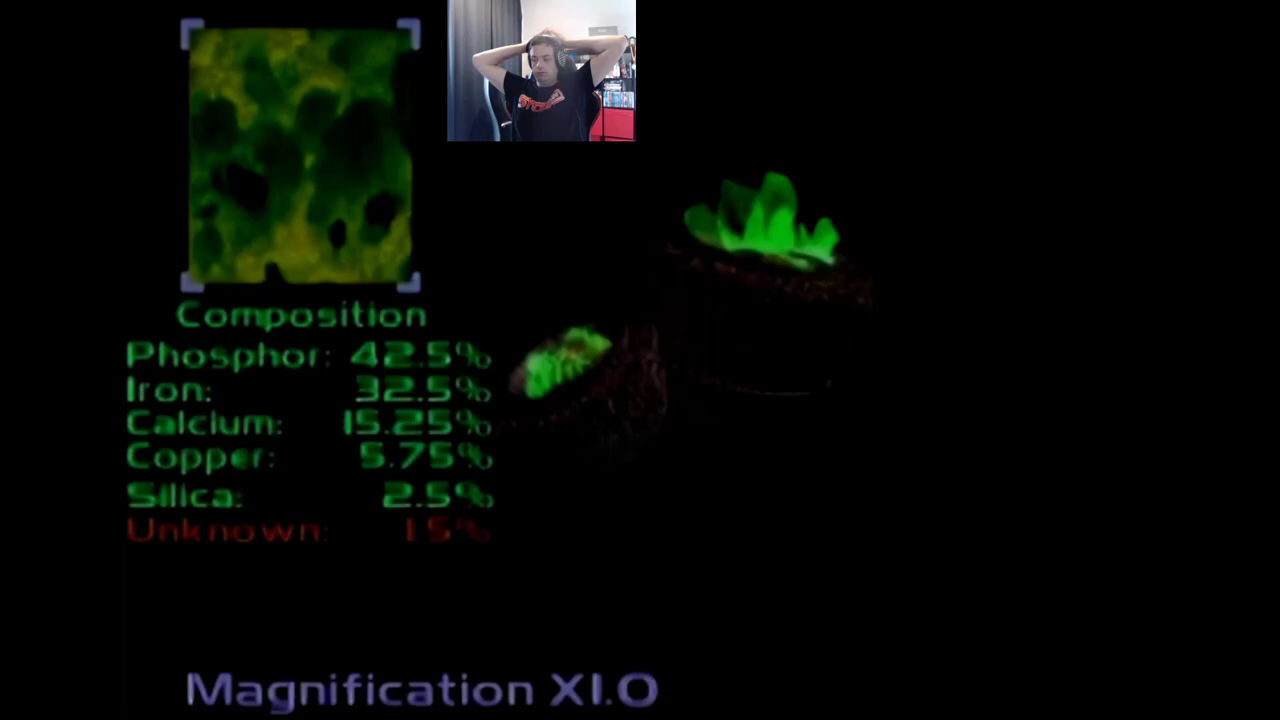 Composition
Phosphor: 42.5%
Iron: 32.5%
Calcium: 15.25%
Copper: 5.75%
Silica: 2.5%
Unknown: 1.5%
Magnification X1.0